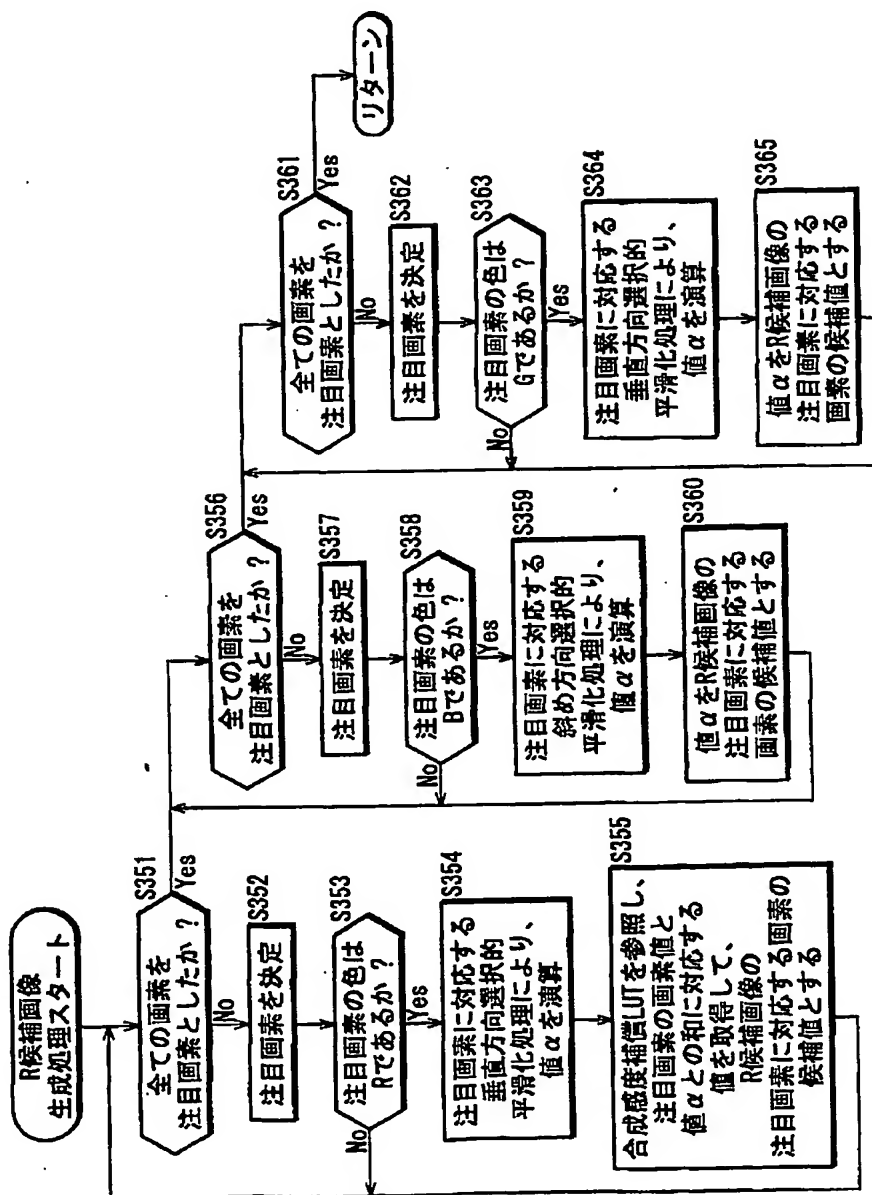 R候補画像
生成処理スタート
S351
全ての画素を
注目画素としたか？
Yes
No
S352
注目画素を決定
S353
注目画素の色は
Rであるか？
No
Yes
S354
注目画素に対応する
垂直方向選択的
平滑化処理により、
値αを演算
S355
合成感度補償LUTを参照し、
注目画素の画素値と
値αとの和に対応する
値を取得して、
R候補画像の
注目画素に対応する画素の
候補値とする
S356
全ての画素を
注目画素としたか？
Yes
No
S357
注目画素を決定
S358
注目画素の色は
Bであるか？
No
Yes
S359
注目画素に対応する
斜め方向選択的
平滑化処理により、
値αを演算
S360
値αをR候補画像の
注目画素に対応する
画素の候補値とする
S361
全ての画素を
注目画素としたか？
Yes
No
リターン
S362
注目画素を決定
S363
注目画素の色は
Gであるか？
No
Yes
S364
注目画素に対応する
垂直方向選択的
平滑化処理により、
値αを演算
S365
値αをR候補画像の
注目画素に対応する
画素の候補値とする